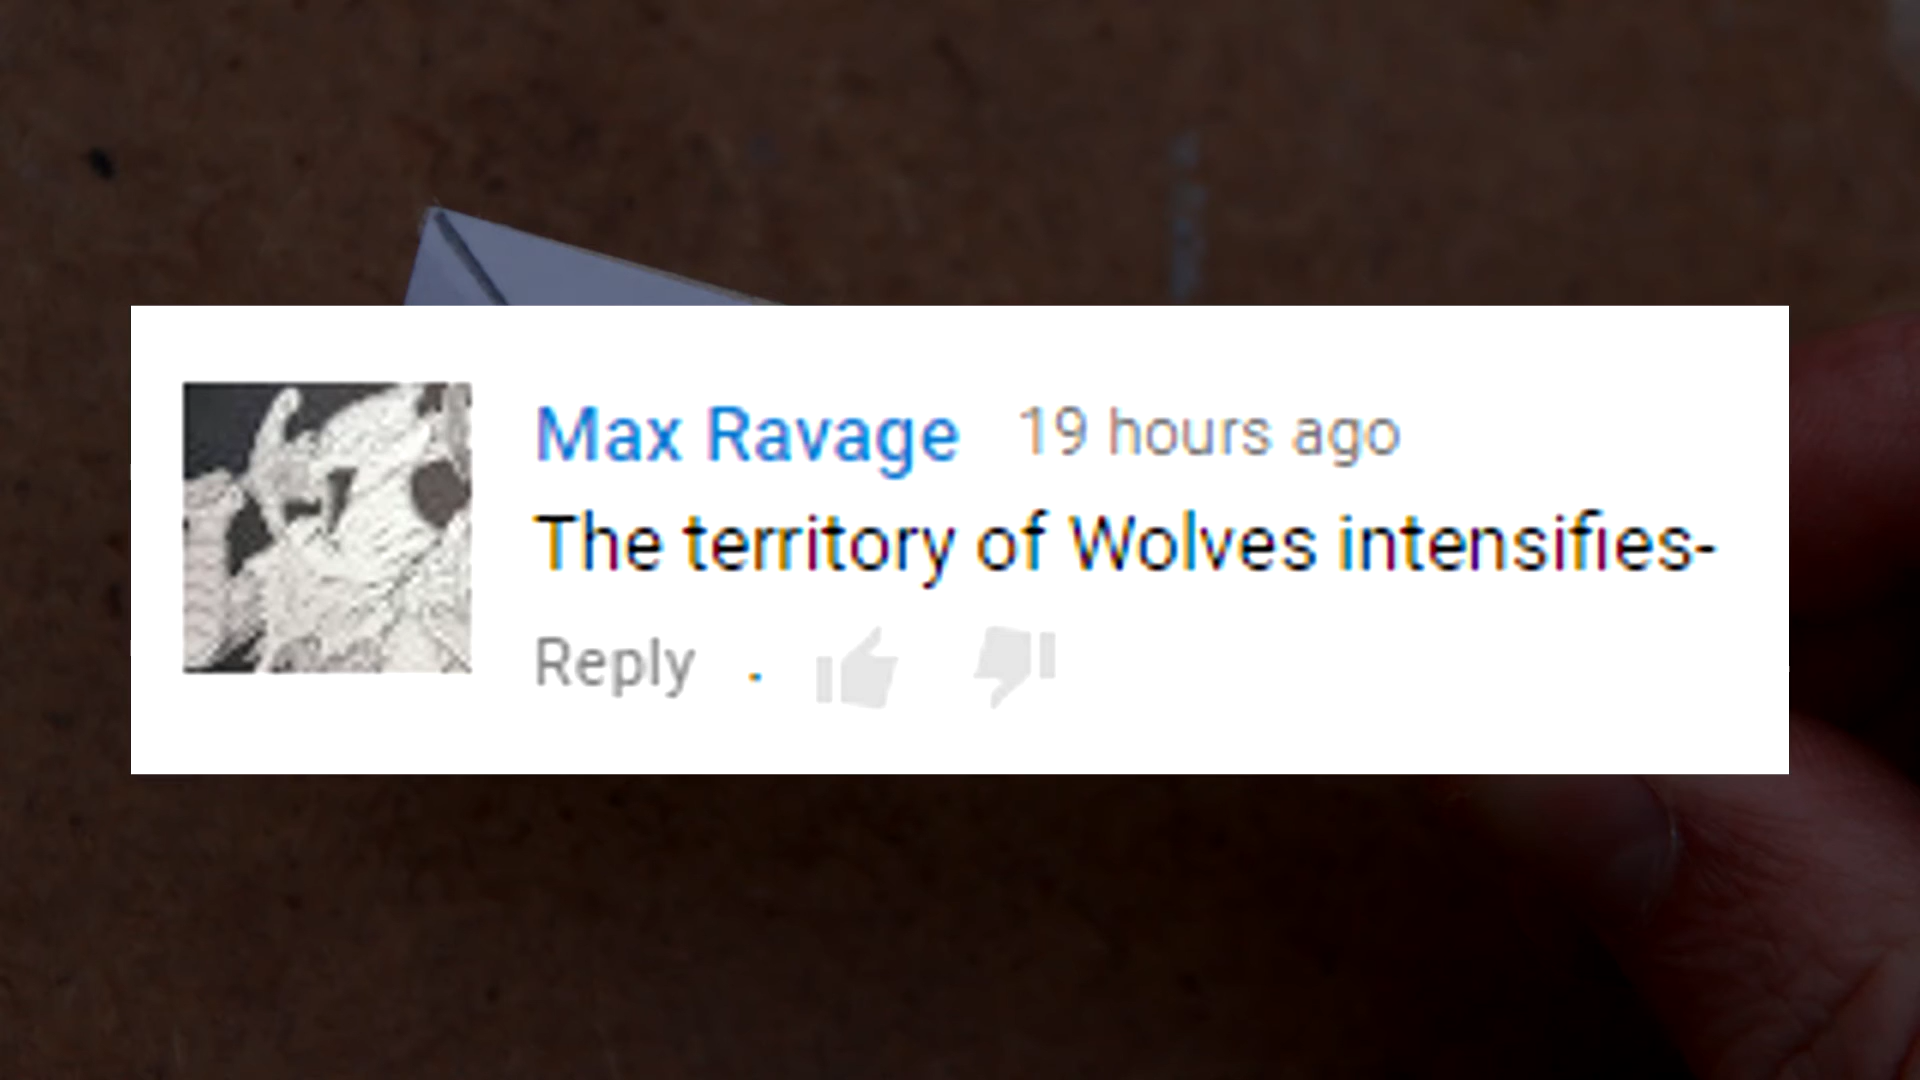 Max Ravage 19 hours ago
The territory of Wolves intensifies-
Reply